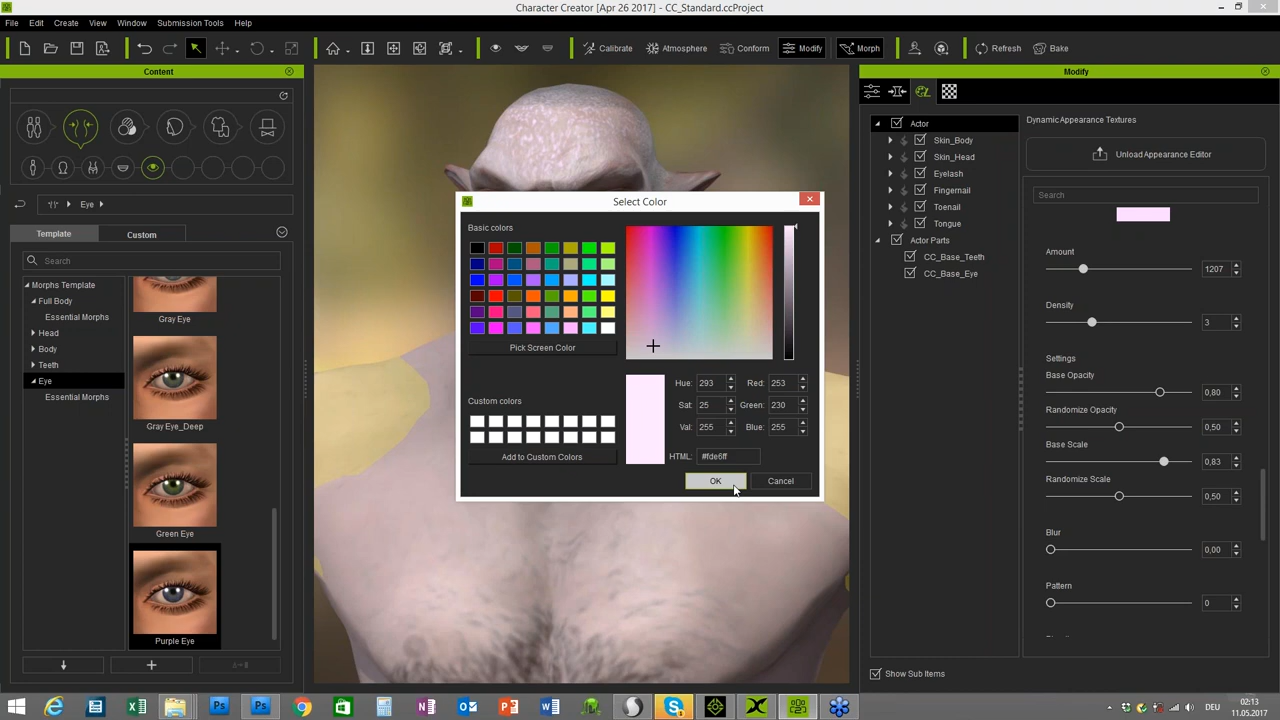 Character Creator [Apr 26 2017] - CC_Standard.ccProject
File Edit Create View Window Submission Tools Help
Calibrate Atmosphere Conform Modify Morph Refresh Bake
Content
Eye
Template Custom
Search
Morphs Template
Full Body
Essential Morphs
Head
Body
Teeth
Eye
Essential Morphs
Gray Eye
Gray Eye_Deep
Green Eye
Purple Eye
Select Color
Basic colors
Pick Screen Color
Custom colors
Add to Custom Colors
Hue: 293 Red: 253
Sat: 25 Green: 230
Val: 255 Blue: 255
HTML: #fde6ff
OK Cancel
Modify
Actor
Skin_Body
Skin_Head
Eyelash
Fingernail
Toenail
Tongue
Actor Parts
CC_Base_Teeth
CC_Base_Eye
Show Sub Items
Dynamic Appearance Textures
Unload Appearance Editor
Search
Amount
1207
Density
3
Settings
Base Opacity
0,80
Randomize Opacity
0,50
Base Scale
0,83
Randomize Scale
0,50
Blur
0,00
Pattern
0
DEU
02:13
11.05.2017